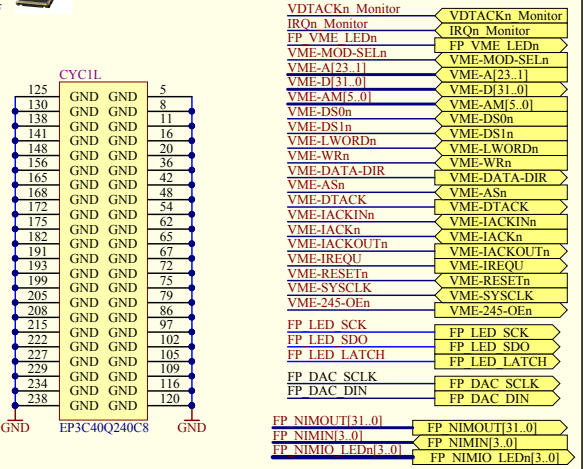 CYC1L
125 GND GND 5
130 GND GND 8
138 GND GND 11
141 GND GND 16
148 GND GND 20
156 GND GND 36
165 GND GND 42
168 GND GND 48
172 GND GND 54
175 GND GND 62
182 GND GND 65
191 GND GND 67
193 GND GND 72
199 GND GND 75
205 GND GND 79
208 GND GND 86
215 GND GND 97
222 GND GND 102
227 GND GND 105
229 GND GND 109
234 GND GND 116
238 GND GND 120
GND EP3C40Q240C8 GND
VDTACKn_Monitor VDTACKn_Monitor
IRQn_Monitor IRQn_Monitor
FP_VME_LEDn FP_VME_LEDn
VME-MOD-SELn VME-MOD-SELn
VME-A[23..1] VME-A[23..1]
VME-D[31..0] VME-D[31..0]
VME-AM[5..0] VME-AM[5..0]
VME-DS0n VME-DS0n
VME-DS1n VME-DS1n
VME-LWORDn VME-LWORDn
VME-WRn VME-WRn
VME-DATA-DIR VME-DATA-DIR
VME-ASn VME-ASn
VME-DTACK VME-DTACK
VME-IACKINn VME-IACKINn
VME-IACKn VME-IACKn
VME-IACKOUTn VME-IACKOUTn
VME-IREQU VME-IREQU
VME-RESETn VME-RESETn
VME-SYSCLK VME-SYSCLK
VME-245-OEn VME-245-OEn
FP_LED_SCK FP_LED_SCK
FP_LED_SDO FP_LED_SDO
FP_LED_LATCH FP_LED_LATCH
FP_DAC_SCLK FP_DAC_SCLK
FP_DAC_DIN FP_DAC_DIN
FP_NIMOUT[31..0] FP_NIMOUT[31..0]
FP_NIMIN[3..0] FP_NIMIN[3..0]
FP_NIMIO_LEDn[3..0] FP_NIMIO_LEDn[3..0]